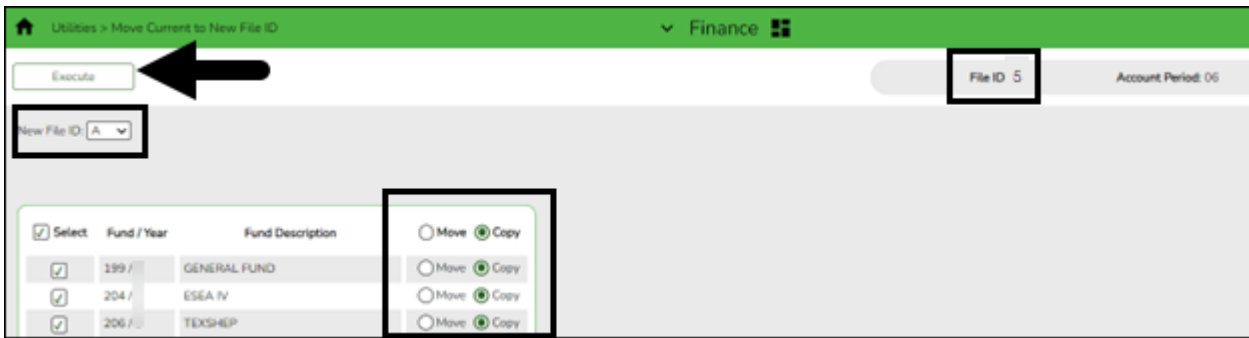 Utilities > Move Current to New File ID
Finance
Execute
File ID 5
Account Period: 06
New File ID: A
Select Fund / Year Fund Description Move Copy
199 / GENERAL FUND Move Copy
204 / ESEA IV Move Copy
206 / TEXSHEP Move Copy